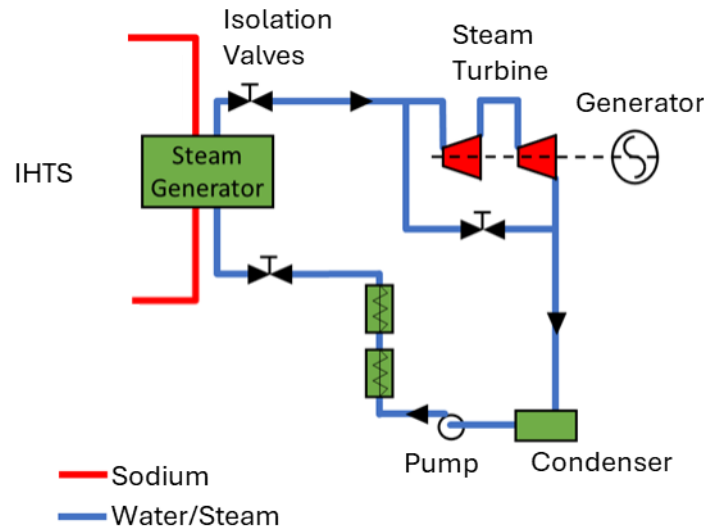 Isolation
Valves
Steam
Turbine
Generator
IHTS
Steam
Generator
Pump
Condenser
Sodium
Water/Steam